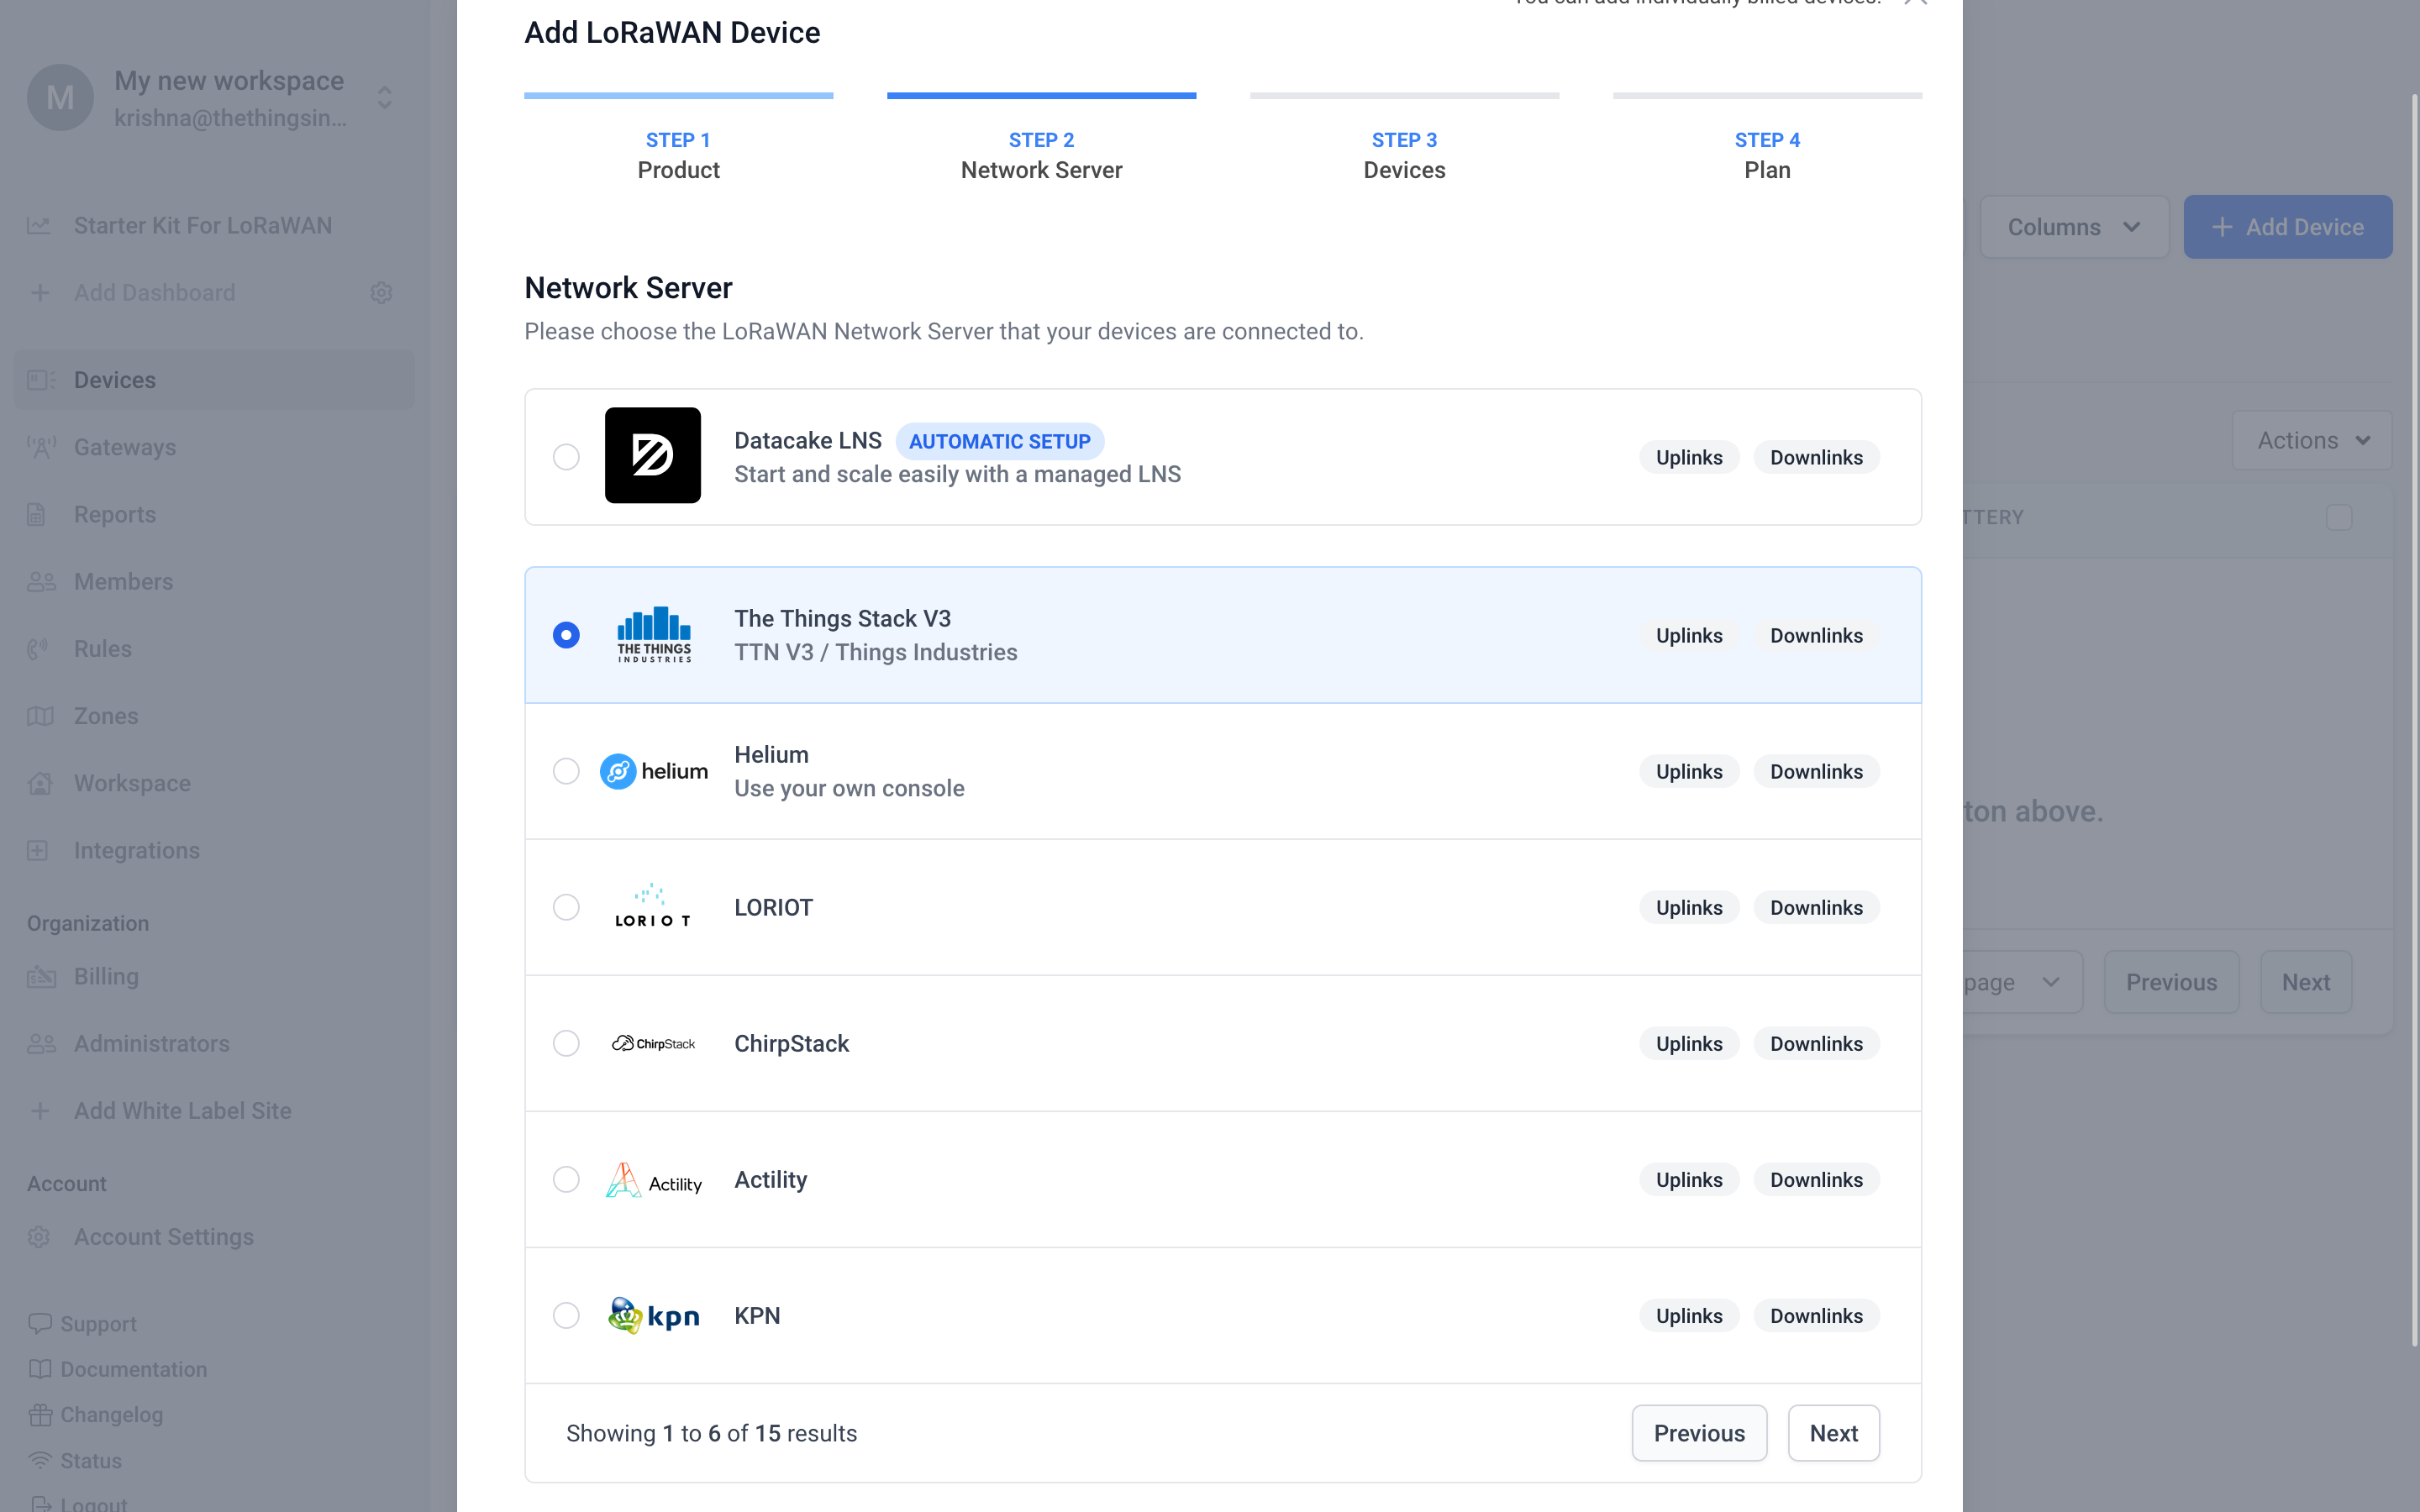 You can add individually billed devices.
Add LoRaWAN Device
STEP 1
Product
STEP 2
Network Server
STEP 3
Devices
STEP 4
Plan
Network Server
Please choose the LoRaWAN Network Server that your devices are connected to.
Datacake LNS AUTOMATIC SETUP
Start and scale easily with a managed LNS
Uplinks Downlinks
THE THINGS
INDUSTRIES
The Things Stack V3
TTN V3 / Things Industries
Uplinks Downlinks
helium
Helium
Use your own console
Uplinks Downlinks
LORIOT
LORIOT
Uplinks Downlinks
ChirpStack
ChirpStack
Uplinks Downlinks
Actility
Actility
Uplinks Downlinks
kpn
KPN
Uplinks Downlinks
Showing 1 to 6 of 15 results
Previous
Next
M
My new workspace
krishna@thethingsin...
Starter Kit For LoRaWAN
Add Dashboard
Devices
Gateways
Reports
Members
Rules
Zones
Workspace
Integrations
Organization
Billing
Administrators
Add White Label Site
Account
Account Settings
Support
Documentation
Changelog
Status
Logout
Columns
Add Device
Actions
TTERY
ton above.
page
Previous
Next